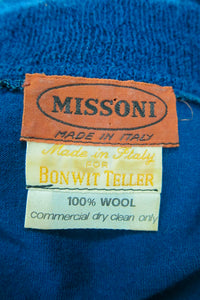 MISSONI
MADE IN ITALY
Made in Italy
FOR
BONWIT TELLER
100% WOOL
commercial dry clean only